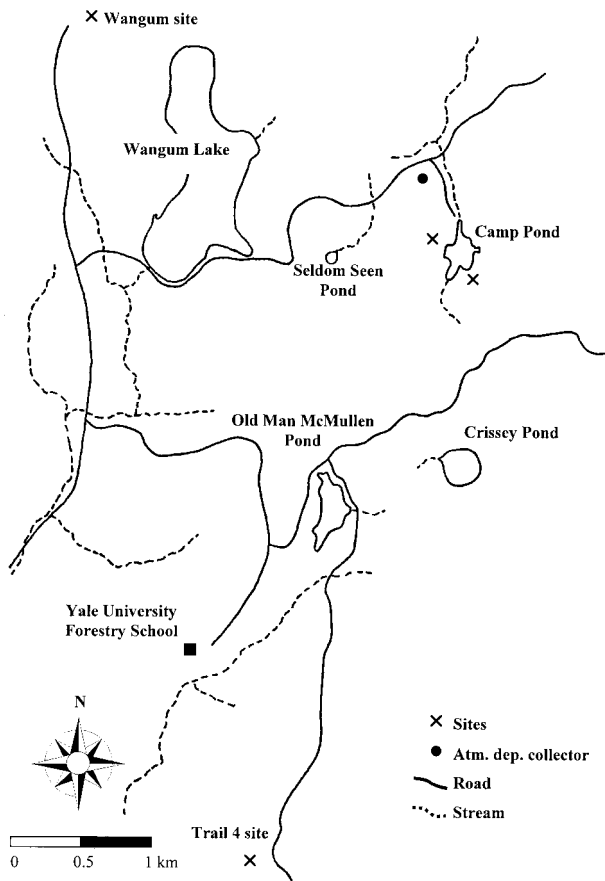 Wangum site
Wangum Lake
Camp Pond
Seldom Seen
Pond
Old Man McMullen
Pond
Crissey Pond
Yale University
Forestry School
N
Sites
Atm. dep. collector
Road
Stream
Trail 4 site
0 0.5 1 km